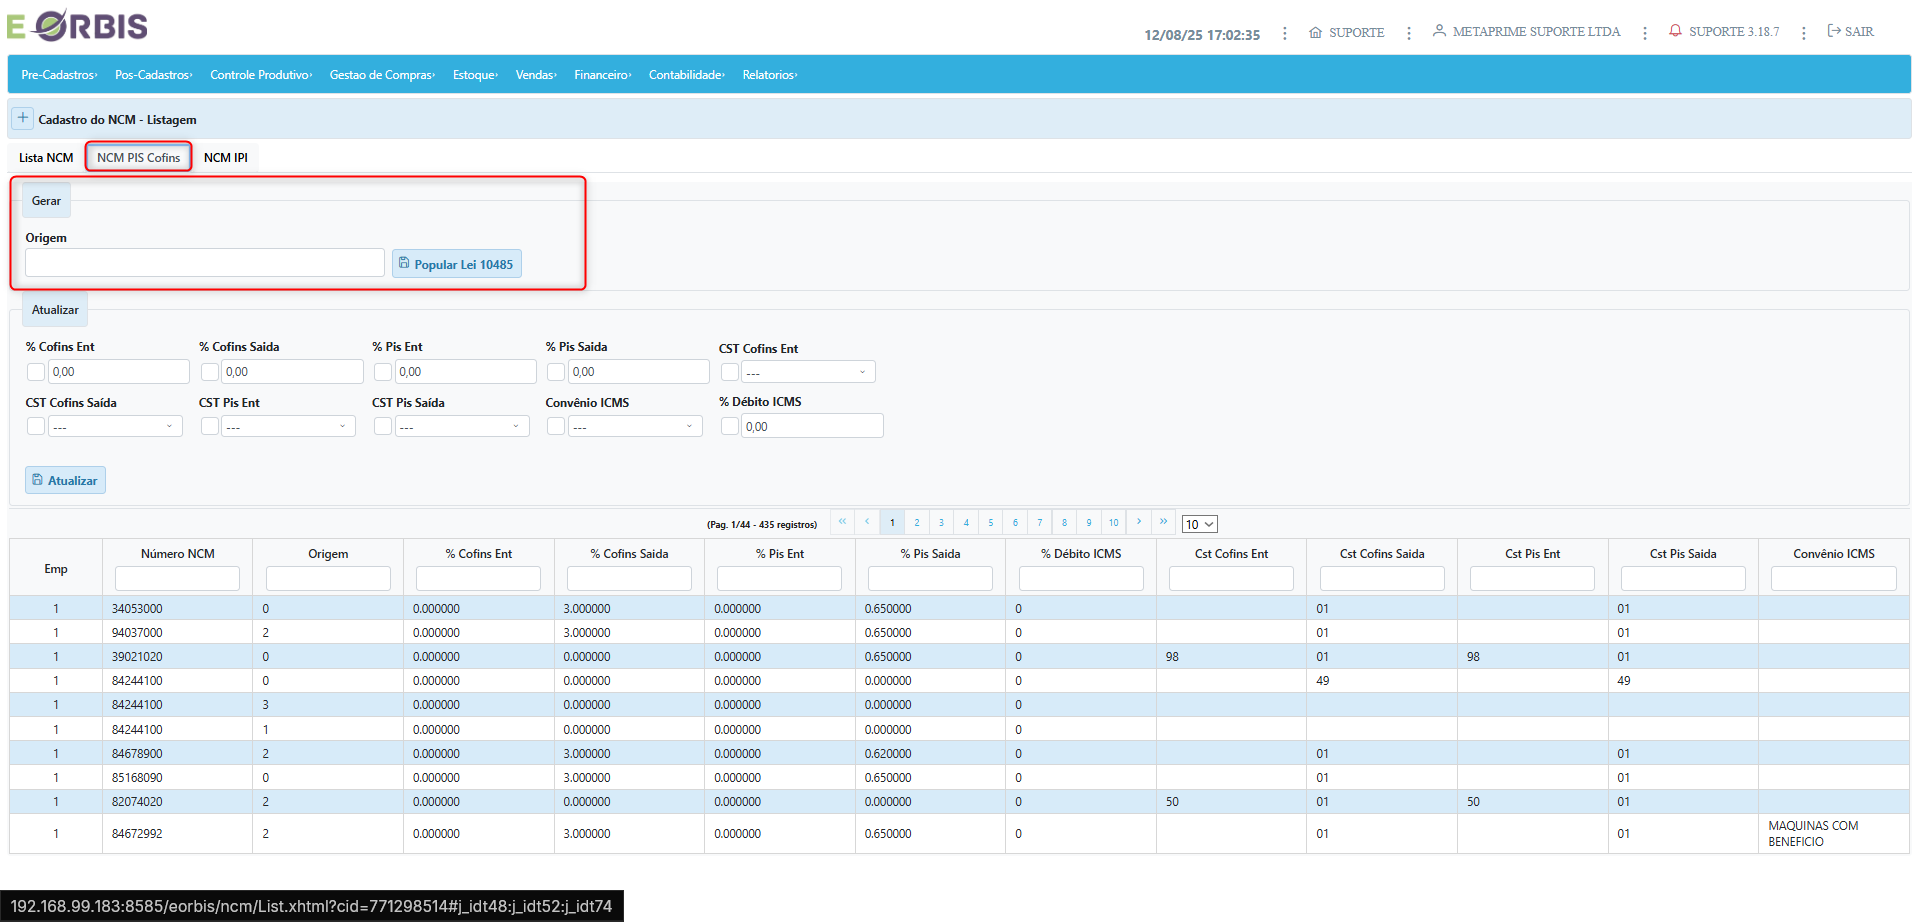 E-ORBIS
12/08/25 17:02:35 SUPORTE METAPRIME SUPORTE LTDA SUPORTE 3.18.7 SAIR
Pre-Cadastros› Pos-Cadastros› Controle Produtivo› Gestao de Compras› Estoque› Vendas› Financeiro› Contabilidade› Relatorios›
+ Cadastro do NCM - Listagem
Lista NCM NCM PIS Cofins NCM IPI
Gerar
Origem
Popular Lei 10485
Atualizar
% Cofins Ent % Cofins Saida % Pis Ent % Pis Saida CST Cofins Ent
0,00 0,00 0,00 0,00 ---
CST Cofins Saída CST Pis Ent CST Pis Saída Convênio ICMS % Débito ICMS
--- --- --- --- 0,00
Atualizar
(Pag. 1/44 - 435 registros) « ‹ 1 2 3 4 5 6 7 8 9 10 › » 10
Emp Número NCM Origem % Cofins Ent % Cofins Saida % Pis Ent % Pis Saida % Débito ICMS Cst Cofins Ent Cst Cofins Saida Cst Pis Ent Cst Pis Saida Convênio ICMS
1 34053000 0 0.000000 3.000000 0.000000 0.650000 0 01 01
1 94037000 2 0.000000 3.000000 0.000000 0.650000 0 01 01
1 39021020 0 0.000000 0.000000 0.000000 0.650000 0 98 01 98 01
1 84244100 0 0.000000 0.000000 0.000000 0.000000 0 49 49
1 84244100 3 0.000000 0.000000 0.000000 0.000000 0
1 84244100 1 0.000000 0.000000 0.000000 0.000000 0
1 84678900 2 0.000000 3.000000 0.000000 0.620000 0 01 01
1 85168090 0 0.000000 3.000000 0.000000 0.650000 0 01 01
1 82074020 2 0.000000 0.000000 0.000000 0.000000 0 50 01 50 01
1 84672992 2 0.000000 3.000000 0.000000 0.650000 0 01 01 MAQUINAS COM
BENEFICIO
192.168.99.183:8585/eorbis/ncm/List.xhtml?cid=771298514#j_idt48:j_idt52:j_idt74